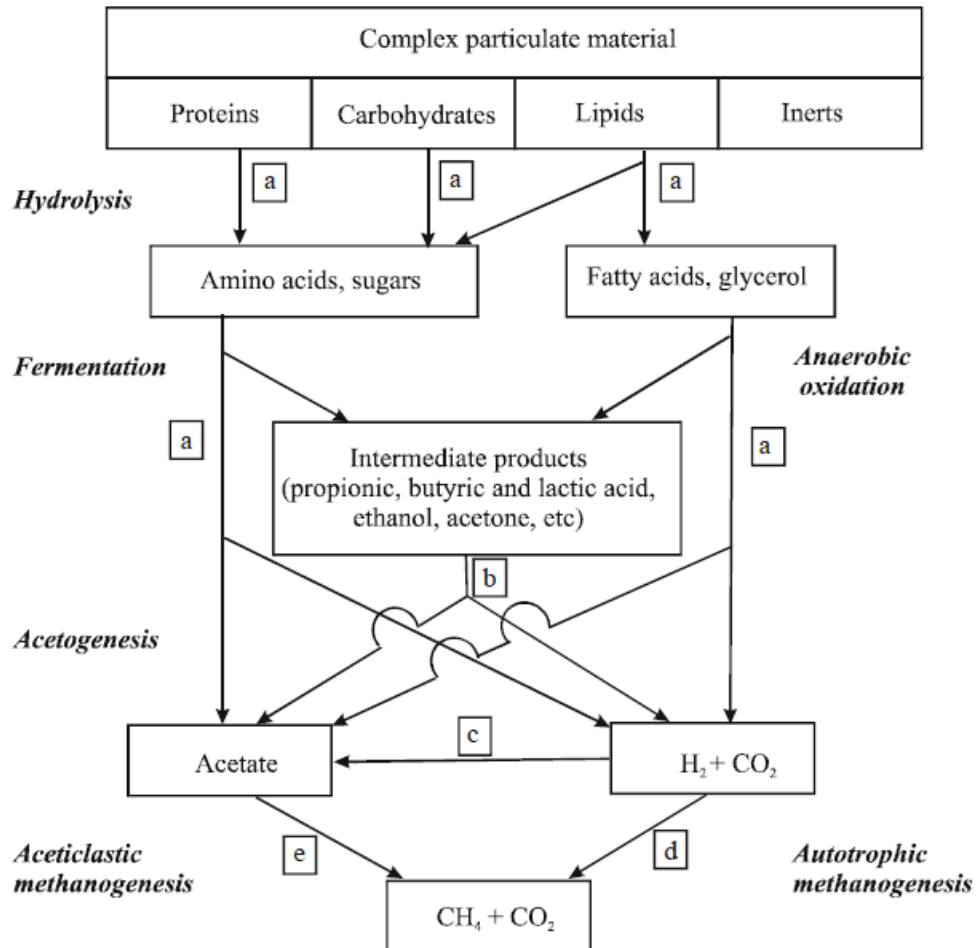 Complex particulate material
Proteins
Carbohydrates
Lipids
Inerts
a
a
a
Hydrolysis
Amino acids, sugars
Fatty acids, glycerol
Fermentation
Anaerobic
oxidation
a
a
Intermediate products
(propionic, butyric and lactic acid,
ethanol, acetone, etc)
b
Acetogenesis
c
Acetate
H₂ + CO₂
Aceticlastic
methanogenesis
e
d
Autotrophic
methanogenesis
CH₄ + CO₂